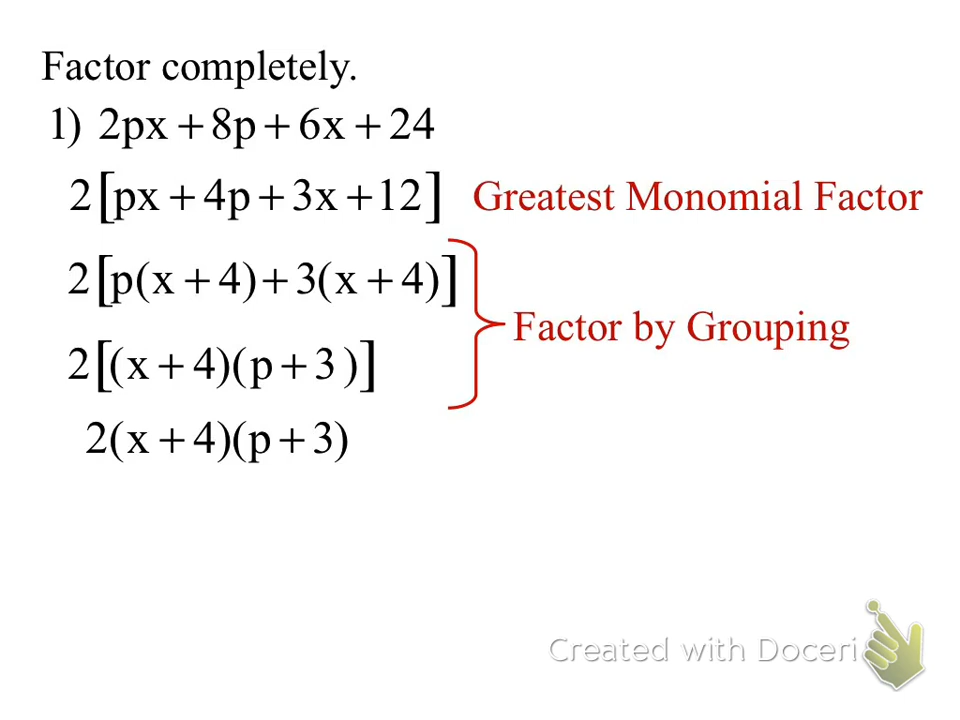 Factor completely.
1) 2px + 8p + 6x + 24
2[px + 4p + 3x + 12] Greatest Monomial Factor
2[p(x + 4) + 3(x + 4)]
Factor by Grouping
2[(x + 4)(p + 3)]
2(x + 4)(p + 3)
Created with Doceri